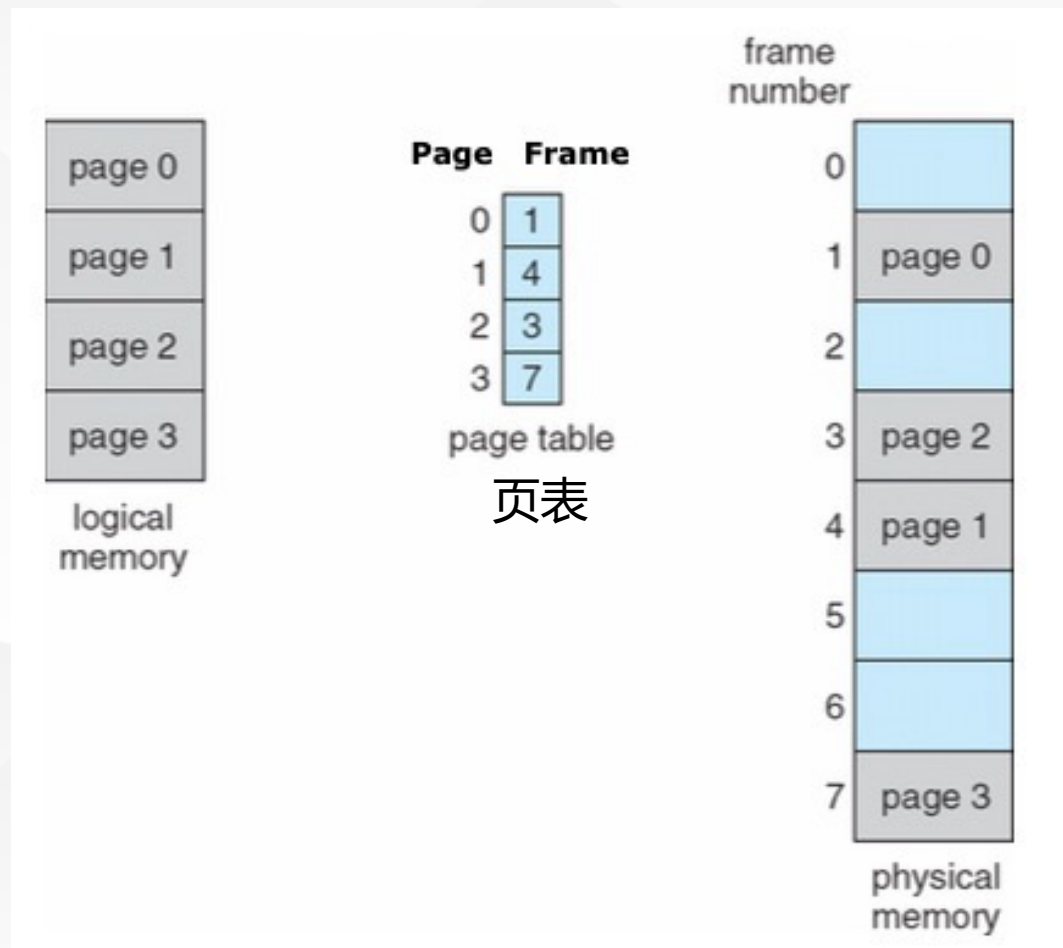 page 0
page 1
page 2
page 3
logical
memory
Page Frame
0 1
1 4
2 3
3 7
page table
页表
frame
number
0
1 page 0
2
3 page 2
4 page 1
5
6
7 page 3
physical
memory